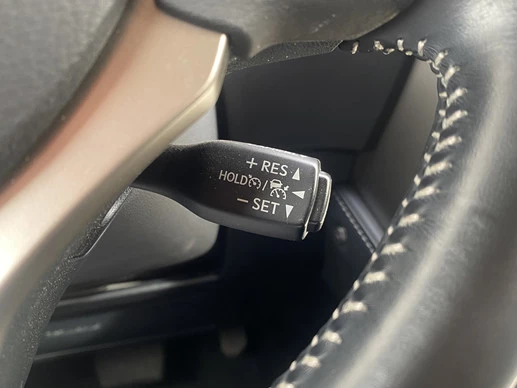 + RES ▲
HOLD / ◀
– SET ▼